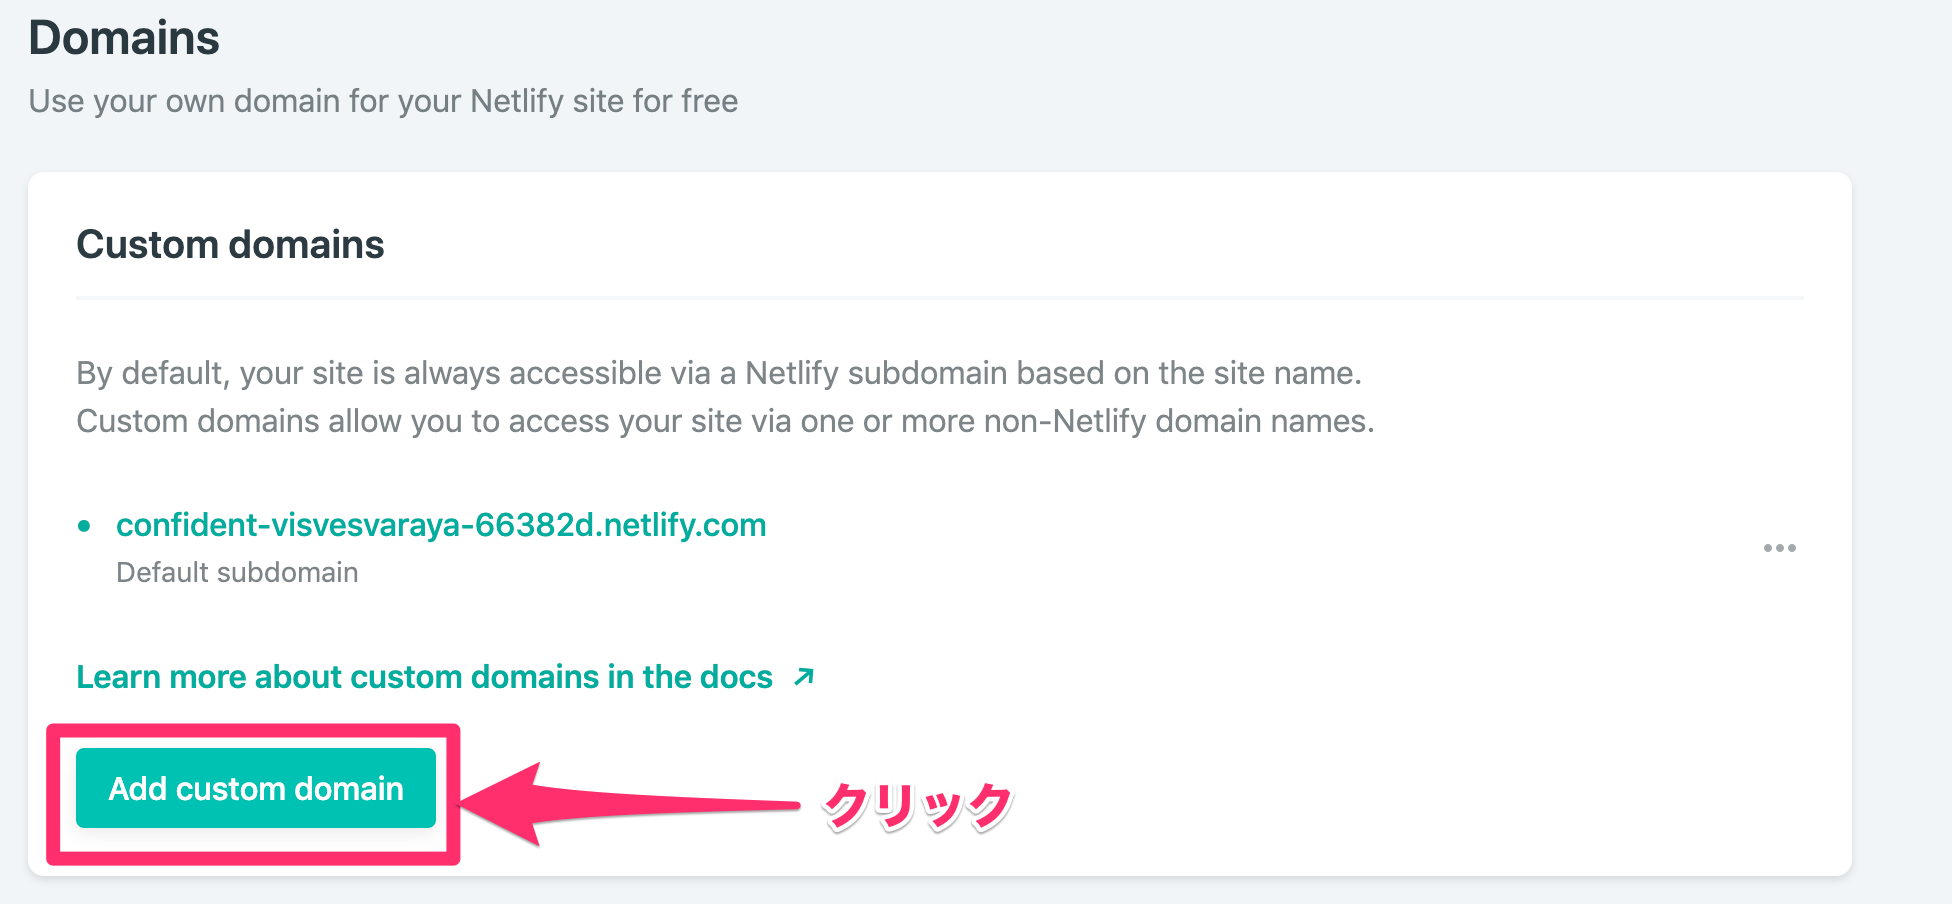 Domains
Use your own domain for your Netlify site for free
Custom domains
By default, your site is always accessible via a Netlify subdomain based on the site name.
Custom domains allow you to access your site via one or more non-Netlify domain names.
confident-visvesvaraya-66382d.netlify.com
Default subdomain
Learn more about custom domains in the docs
Add custom domain
クリック